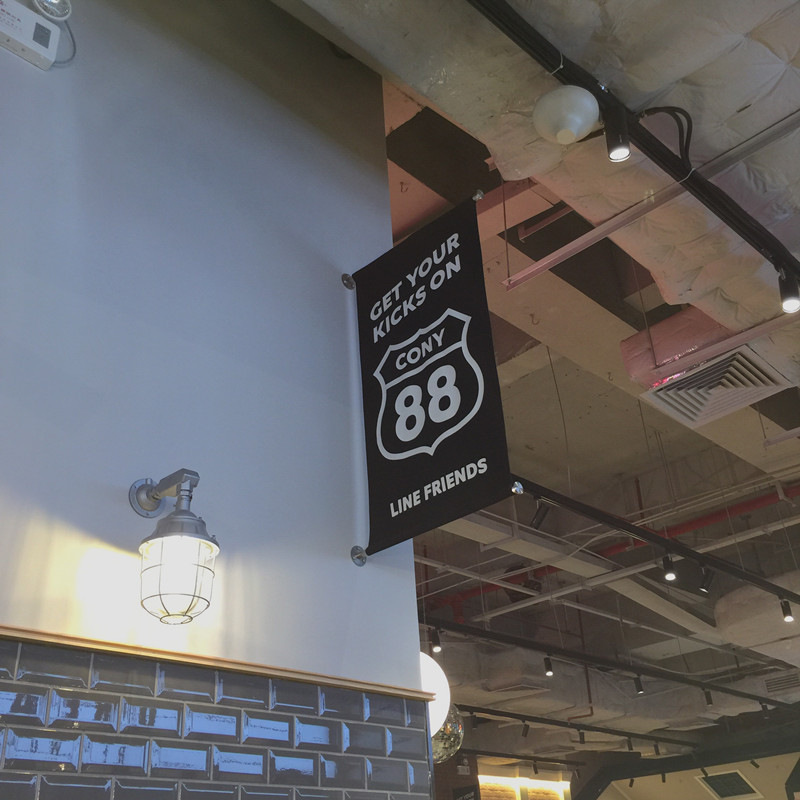 GET YOUR
KICKS ON
CONY
88
LINE FRIENDS